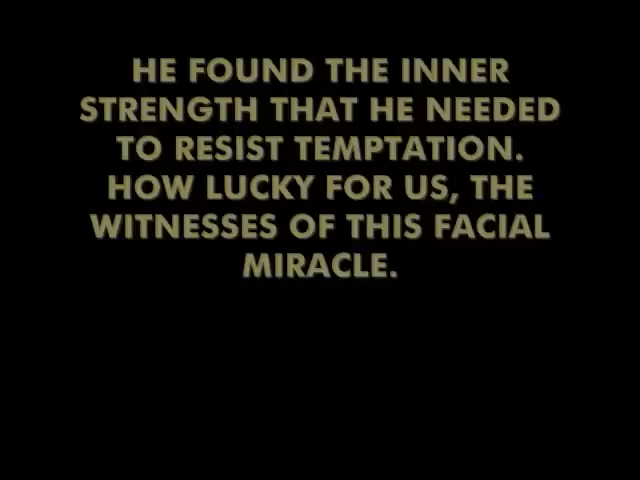 HE FOUND THE INNER
STRENGTH THAT HE NEEDED
TO RESIST TEMPTATION.
HOW LUCKY FOR US, THE
WITNESSES OF THIS FACIAL
MIRACLE.